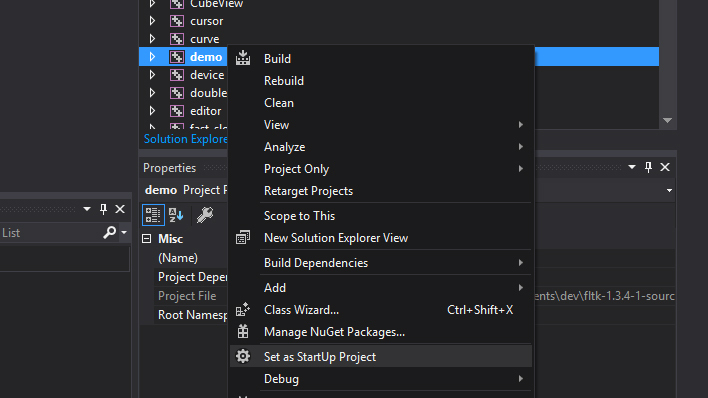 CubeView
cursor
curve
demo
device
double
editor
Solution Explore
Properties
demo Project P
List
Misc
(Name)
Project Depen
Project File
ents\dev\fltk-1.3.4-1-sourc
Root Namesp
Build
Rebuild
Clean
View
Analyze
Project Only
Retarget Projects
Scope to This
New Solution Explorer View
Build Dependencies
Add
Class Wizard... Ctrl+Shift+X
Manage NuGet Packages...
Set as StartUp Project
Debug